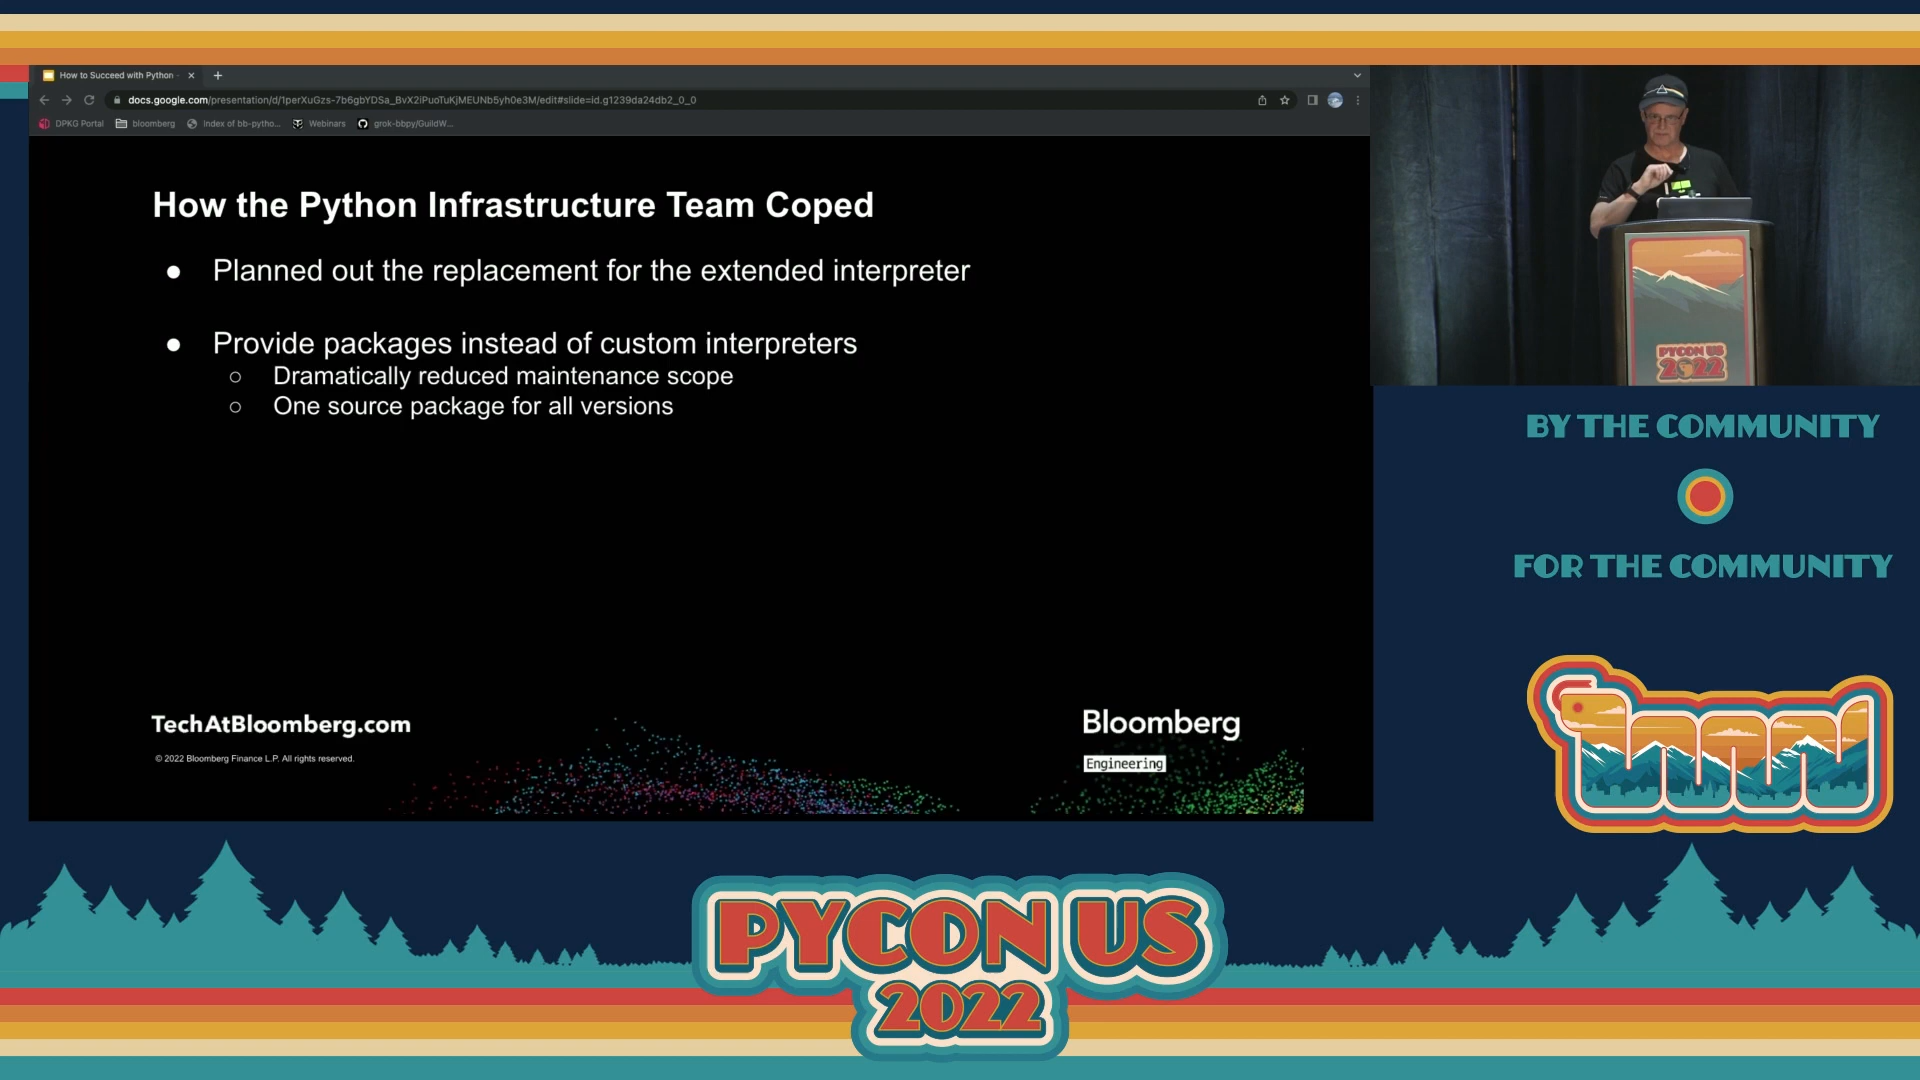 How to Succeed with Python
docs.google.com/presentation/d/1perXuGzs-7b6gbYDSa_BvX2iPuoTuKjMEUNb5yh0e3M/edit#slide=id.g1239da24db2_0_0
DPKG Portal
bloomberg
Index of bb-pytho...
Webinars
grok-bbpy/GuildW...
How the Python Infrastructure Team Coped
● Planned out the replacement for the extended interpreter
● Provide packages instead of custom interpreters
○ Dramatically reduced maintenance scope
○ One source package for all versions
TechAtBloomberg.com
© 2022 Bloomberg Finance L.P. All rights reserved.
Bloomberg
Engineering
PYCON US
2022
BY THE COMMUNITY
FOR THE COMMUNITY
PYCON US
2022